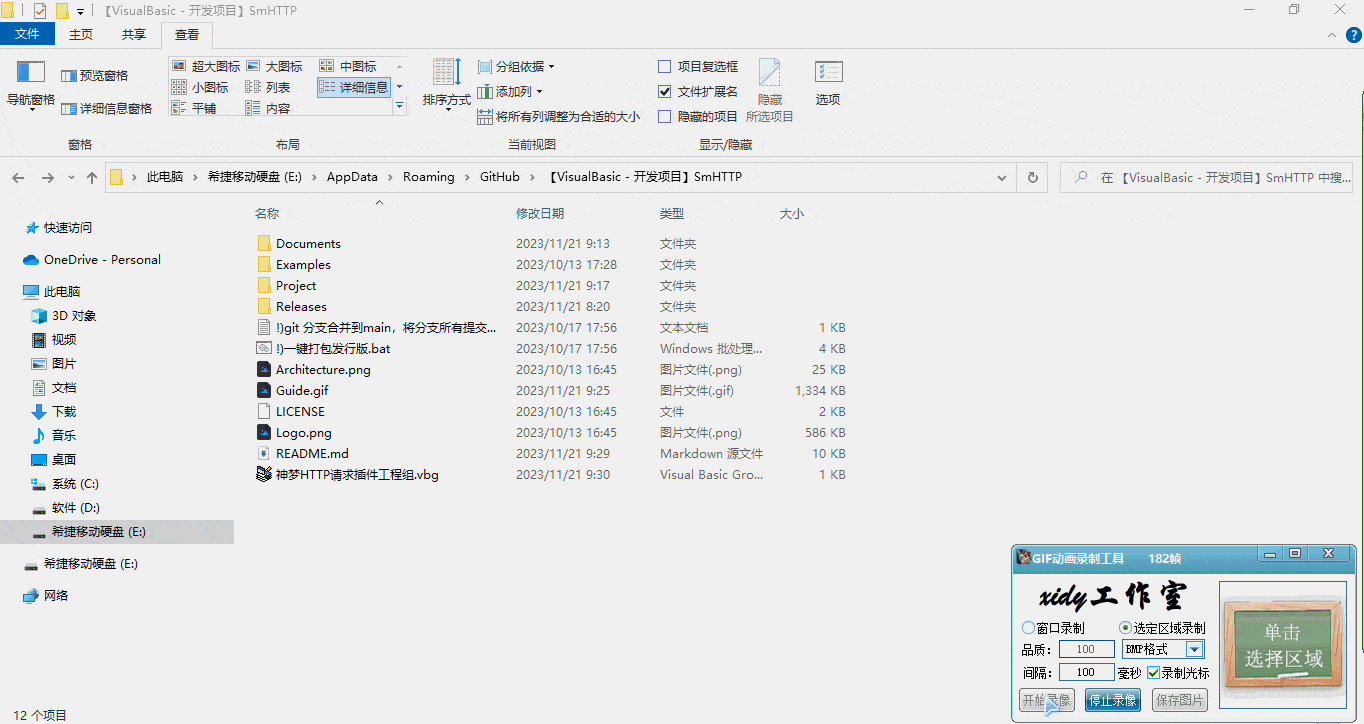 【VisualBasic - 开发项目】SmHTTP
文件 主页 共享 查看
导航窗格
预览窗格
详细信息窗格
窗格
超大图标 大图标 中图标
小图标 列表 详细信息
平铺 内容
布局
排序方式
分组依据
添加列
将所有列调整为合适的大小
当前视图
项目复选框
文件扩展名
隐藏的项目
隐藏
所选项目
显示/隐藏
选项
此电脑 希捷移动硬盘 (E:) AppData Roaming GitHub 【VisualBasic - 开发项目】SmHTTP
在 【VisualBasic - 开发项目】SmHTTP 中搜...
快速访问
OneDrive - Personal
此电脑
3D 对象
视频
图片
文档
下载
音乐
桌面
系统 (C:)
软件 (D:)
希捷移动硬盘 (E:)
希捷移动硬盘 (E:)
网络
名称 修改日期 类型 大小
Documents 2023/11/21 9:13 文件夹
Examples 2023/10/13 17:28 文件夹
Project 2023/11/21 9:17 文件夹
Releases 2023/11/21 8:20 文件夹
!)git 分支合并到main，将分支所有提交... 2023/10/17 17:56 文本文档 1 KB
!)一键打包发行版.bat 2023/10/17 17:56 Windows 批处理... 4 KB
Architecture.png 2023/10/13 16:45 图片文件(.png) 25 KB
Guide.gif 2023/11/21 9:25 图片文件(.gif) 1,334 KB
LICENSE 2023/10/13 16:45 文件 2 KB
Logo.png 2023/10/13 16:45 图片文件(.png) 586 KB
README.md 2023/11/21 9:29 Markdown 源文件 10 KB
神梦HTTP请求插件工程组.vbg 2023/11/21 9:30 Visual Basic Gro... 1 KB
GIF动画录制工具 182帧
xidy工作室
窗口录制 选定区域录制
品质: 100 BMP格式
间隔: 100 毫秒 录制光标
开始录像 停止录像 保存图片
单击
选择区域
12 个项目